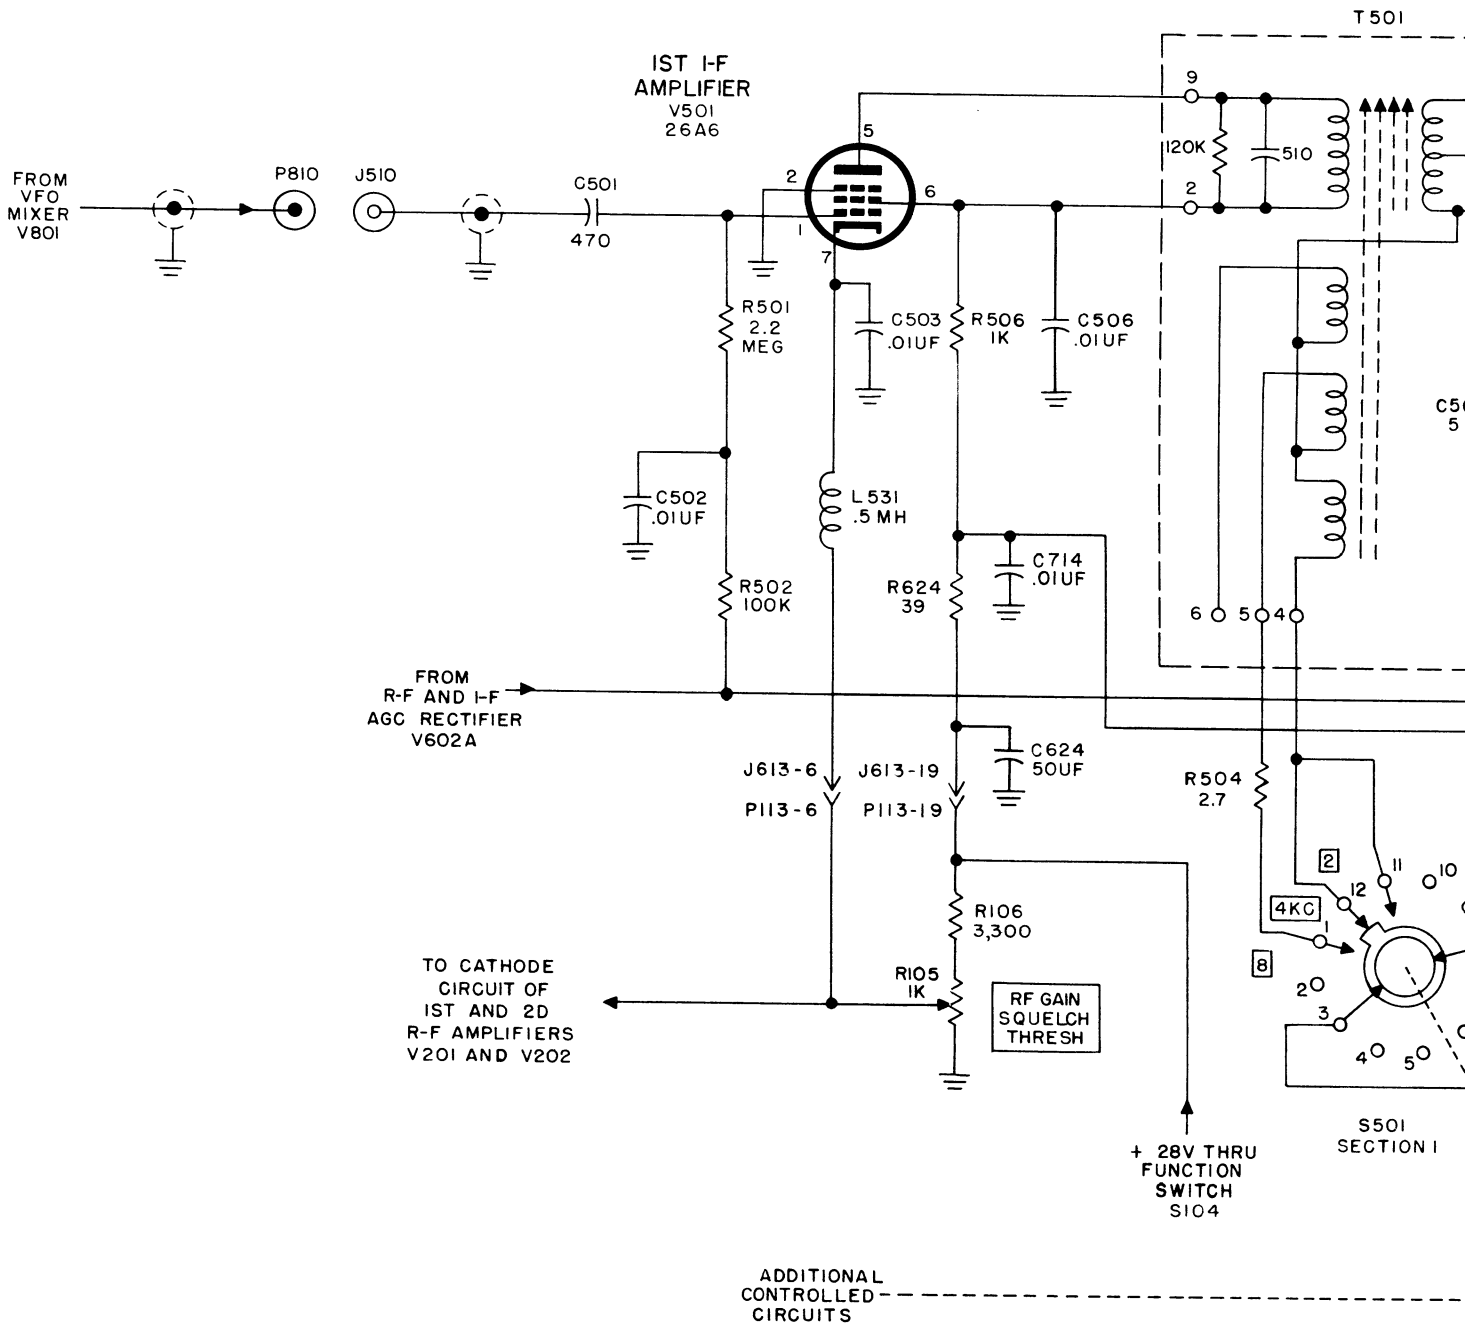 T501
IST I-F
AMPLIFIER
V501
26A6
9
5
120K
510
FROM
VFO
MIXER
V801
P810
J510
C501
470
2
6
2
1
7
R501
2.2
MEG
C503
.01UF
R506
1K
C506
.01UF
C502
.01UF
L531
.5MH
C714
.01UF
R502
100K
R624
39
6
5
4
FROM
R-F AND I-F
AGC RECTIFIER
V602A
J613-6
J613-19
C624
50UF
P113-6
P113-19
R504
2.7
2
11
10
12
4KC
1
R106
3,300
8
TO CATHODE
CIRCUIT OF
IST AND 2D
R-F AMPLIFIERS
V201 AND V202
R105
1K
RF GAIN
SQUELCH
THRESH
2
3
4
5
S501
SECTION 1
+ 28V THRU
FUNCTION
SWITCH
S104
ADDITIONAL
CONTROLLED
CIRCUITS